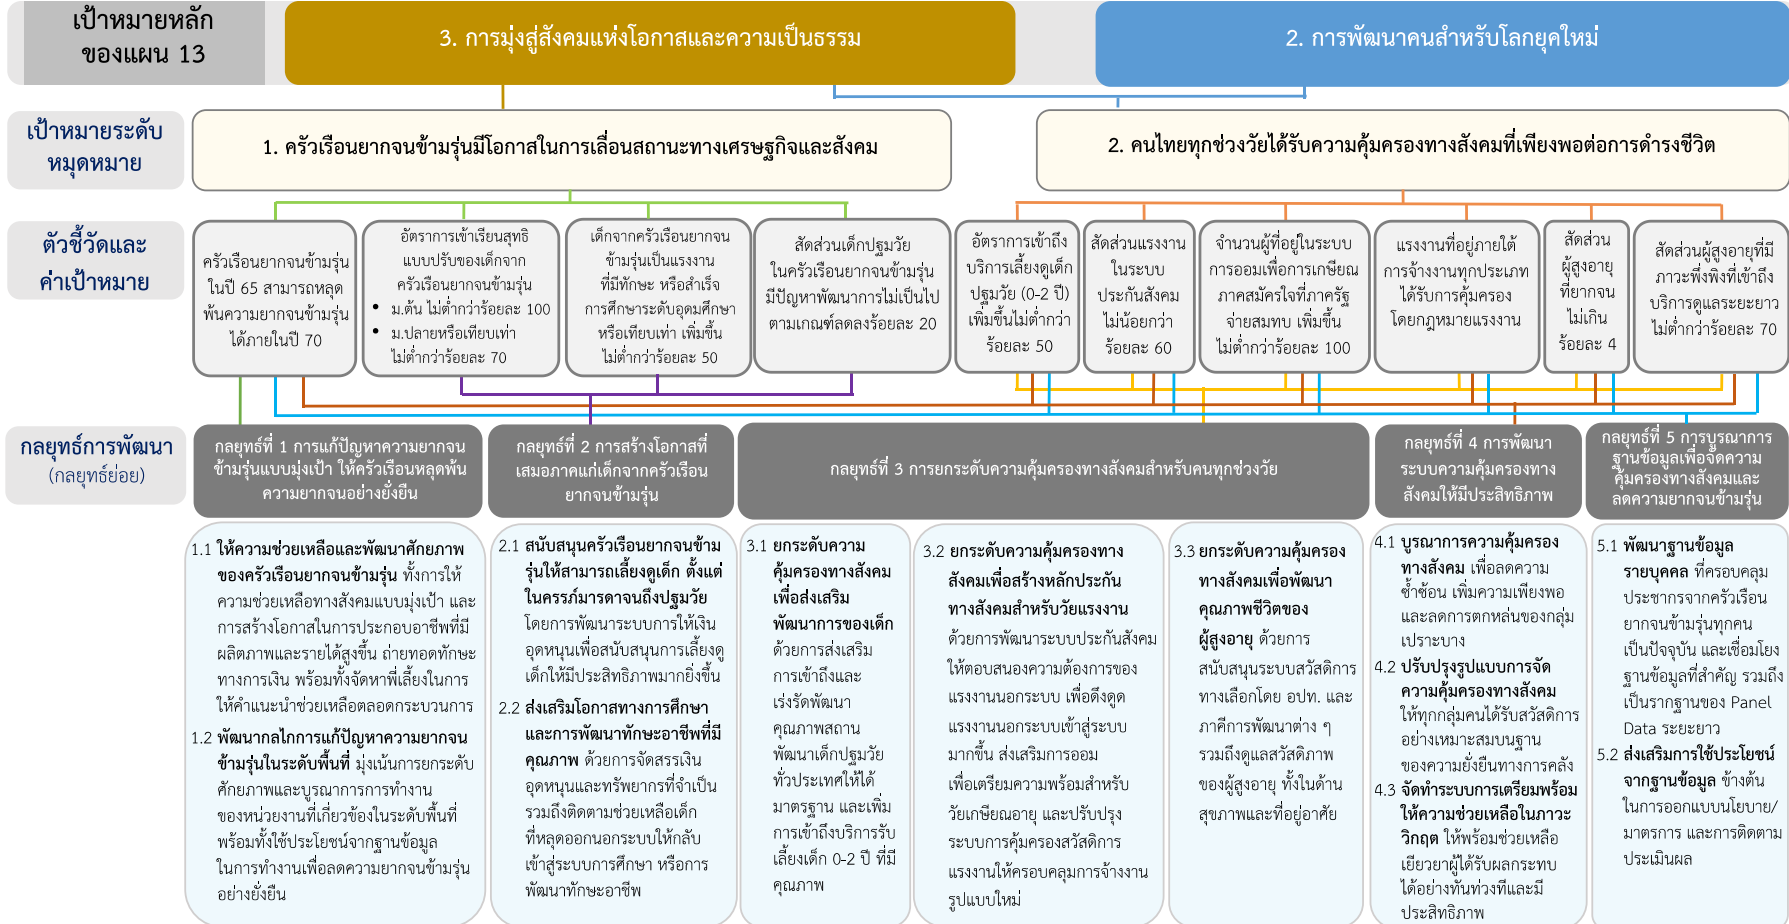 เป้าหมายหลัก
ของแผน 13
3. การมุ่งสู่สังคมแห่งโอกาสและความเป็นธรรม
2. การพัฒนาคนสำหรับโลกยุคใหม่
เป้าหมายระดับ
หมุดหมาย
1. ครัวเรือนยากจนข้ามรุ่นมีโอกาสในการเลื่อนสถานะทางเศรษฐกิจและสังคม
2. คนไทยทุกช่วงวัยได้รับความคุ้มครองทางสังคมที่เพียงพอต่อการดำรงชีวิต
ตัวชี้วัดและ
ค่าเป้าหมาย
ครัวเรือนยากจนข้ามรุ่น
ในปี 65 สามารถหลุด
พ้นความยากจนข้ามรุ่น
ได้ภายในปี 70
อัตราการเข้าเรียนสุทธิ
แบบปรับของเด็กจาก
ครัวเรือนยากจนข้ามรุ่น
• ม.ต้น ไม่ต่ำกว่าร้อยละ 100
• ม.ปลายหรือเทียบเท่า
ไม่ต่ำกว่าร้อยละ 70
เด็กจากครัวเรือนยากจน
ข้ามรุ่นเป็นแรงงาน
ที่มีทักษะ หรือสำเร็จ
การศึกษาระดับอุดมศึกษา
หรือเทียบเท่า เพิ่มขึ้น
ไม่ต่ำกว่าร้อยละ 50
สัดส่วนเด็กปฐมวัย
ในครัวเรือนยากจนข้ามรุ่น
มีปัญหาพัฒนาการไม่เป็นไป
ตามเกณฑ์ลดลงร้อยละ 20
อัตราการเข้าถึง
บริการเลี้ยงดูเด็ก
ปฐมวัย (0-2 ปี)
เพิ่มขึ้นไม่ต่ำกว่า
ร้อยละ 50
สัดส่วนแรงงาน
ในระบบ
ประกันสังคม
ไม่น้อยกว่า
ร้อยละ 60
จำนวนผู้ที่อยู่ในระบบ
การออมเพื่อการเกษียณ
ภาคสมัครใจที่ภาครัฐ
จ่ายสมทบ เพิ่มขึ้น
ไม่ต่ำกว่าร้อยละ 100
แรงงานที่อยู่ภายใต้
การจ้างงานทุกประเภท
ได้รับการคุ้มครอง
โดยกฎหมายแรงงาน
สัดส่วน
ผู้สูงอายุ
ที่ยากจน
ไม่เกิน
ร้อยละ 4
สัดส่วนผู้สูงอายุที่มี
ภาวะพึ่งพิงที่เข้าถึง
บริการดูแลระยะยาว
ไม่ต่ำกว่าร้อยละ 70
กลยุทธ์การพัฒนา
(กลยุทธ์ย่อย)
กลยุทธ์ที่ 1 การแก้ปัญหาความยากจน
ข้ามรุ่นแบบมุ่งเป้า ให้ครัวเรือนหลุดพ้น
ความยากจนอย่างยั่งยืน
กลยุทธ์ที่ 2 การสร้างโอกาสที่
เสมอภาคแก่เด็กจากครัวเรือน
ยากจนข้ามรุ่น
กลยุทธ์ที่ 3 การยกระดับความคุ้มครองทางสังคมสำหรับคนทุกช่วงวัย
กลยุทธ์ที่ 4 การพัฒนา
ระบบความคุ้มครองทาง
สังคมให้มีประสิทธิภาพ
กลยุทธ์ที่ 5 การบูรณาการ
ฐานข้อมูลเพื่อจัดความ
คุ้มครองทางสังคมและ
ลดความยากจนข้ามรุ่น
1.1 ให้ความช่วยเหลือและพัฒนาศักยภาพ
ของครัวเรือนยากจนข้ามรุ่น ทั้งการให้
ความช่วยเหลือทางสังคมแบบมุ่งเป้า และ
การสร้างโอกาสในการประกอบอาชีพที่มี
ผลิตภาพและรายได้สูงขึ้น ถ่ายทอดทักษะ
ทางการเงิน พร้อมทั้งจัดหาพี่เลี้ยงในการ
ให้คำแนะนำช่วยเหลือตลอดกระบวนการ
1.2 พัฒนากลไกการแก้ปัญหาความยากจน
ข้ามรุ่นในระดับพื้นที่ มุ่งเน้นการยกระดับ
ศักยภาพและบูรณาการการทำงาน
ของหน่วยงานที่เกี่ยวข้องในระดับพื้นที่
พร้อมทั้งใช้ประโยชน์จากฐานข้อมูล
ในการทำงานเพื่อลดความยากจนข้ามรุ่น
อย่างยั่งยืน
2.1 สนับสนุนครัวเรือนยากจนข้าม
รุ่นให้สามารถเลี้ยงดูเด็ก ตั้งแต่
ในครรภ์มารดาจนถึงปฐมวัย
โดยการพัฒนาระบบการให้เงิน
อุดหนุนเพื่อสนับสนุนการเลี้ยงดู
เด็กให้มีประสิทธิภาพมากยิ่งขึ้น
2.2 ส่งเสริมโอกาสทางการศึกษา
และการพัฒนาทักษะอาชีพที่มี
คุณภาพ ด้วยการจัดสรรเงิน
อุดหนุนและทรัพยากรที่จำเป็น
รวมถึงติดตามช่วยเหลือเด็ก
ที่หลุดออกนอกระบบให้กลับ
เข้าสู่ระบบการศึกษา หรือการ
พัฒนาทักษะอาชีพ
3.1 ยกระดับความ
คุ้มครองทางสังคม
เพื่อส่งเสริม
พัฒนาการของเด็ก
ด้วยการส่งเสริม
การเข้าถึงและ
เร่งรัดพัฒนา
คุณภาพสถาน
พัฒนาเด็กปฐมวัย
ทั่วประเทศให้ได้
มาตรฐาน และเพิ่ม
การเข้าถึงบริการรับ
เลี้ยงเด็ก 0-2 ปี ที่มี
คุณภาพ
3.2 ยกระดับความคุ้มครองทาง
สังคมเพื่อสร้างหลักประกัน
ทางสังคมสำหรับวัยแรงงาน
ด้วยการพัฒนาระบบประกันสังคม
ให้ตอบสนองความต้องการของ
แรงงานนอกระบบ เพื่อดึงดูด
แรงงานนอกระบบเข้าสู่ระบบ
มากขึ้น ส่งเสริมการออม
เพื่อเตรียมความพร้อมสำหรับ
วัยเกษียณอายุ และปรับปรุง
ระบบการคุ้มครองสวัสดิการ
แรงงานให้ครอบคลุมการจ้างงาน
รูปแบบใหม่
3.3 ยกระดับความคุ้มครอง
ทางสังคมเพื่อพัฒนา
คุณภาพชีวิตของ
ผู้สูงอายุ ด้วยการ
สนับสนุนระบบสวัสดิการ
ทางเลือกโดย อปท. และ
ภาคีการพัฒนาต่าง ๆ
รวมถึงดูแลสวัสดิภาพ
ของผู้สูงอายุ ทั้งในด้าน
สุขภาพและที่อยู่อาศัย
4.1 บูรณาการความคุ้มครอง
ทางสังคม เพื่อลดความ
ซ้ำซ้อน เพิ่มความเพียงพอ
และลดการตกหล่นของกลุ่ม
เปราะบาง
4.2 ปรับปรุงรูปแบบการจัด
ความคุ้มครองทางสังคม
ให้ทุกกลุ่มคนได้รับสวัสดิการ
อย่างเหมาะสมบนฐาน
ของความยั่งยืนทางการคลัง
4.3 จัดทำระบบการเตรียมพร้อม
ให้ความช่วยเหลือในภาวะ
วิกฤต ให้พร้อมช่วยเหลือ
เยียวยาผู้ได้รับผลกระทบ
ได้อย่างทันท่วงทีและมี
ประสิทธิภาพ
5.1 พัฒนาฐานข้อมูล
รายบุคคล ที่ครอบคลุม
ประชากรจากครัวเรือน
ยากจนข้ามรุ่นทุกคน
เป็นปัจจุบัน และเชื่อมโยง
ฐานข้อมูลที่สำคัญ รวมถึง
เป็นรากฐานของ Panel
Data ระยะยาว
5.2 ส่งเสริมการใช้ประโยชน์
จากฐานข้อมูล ข้างต้น
ในการออกแบบนโยบาย/
มาตรการ และการติดตาม
ประเมินผล